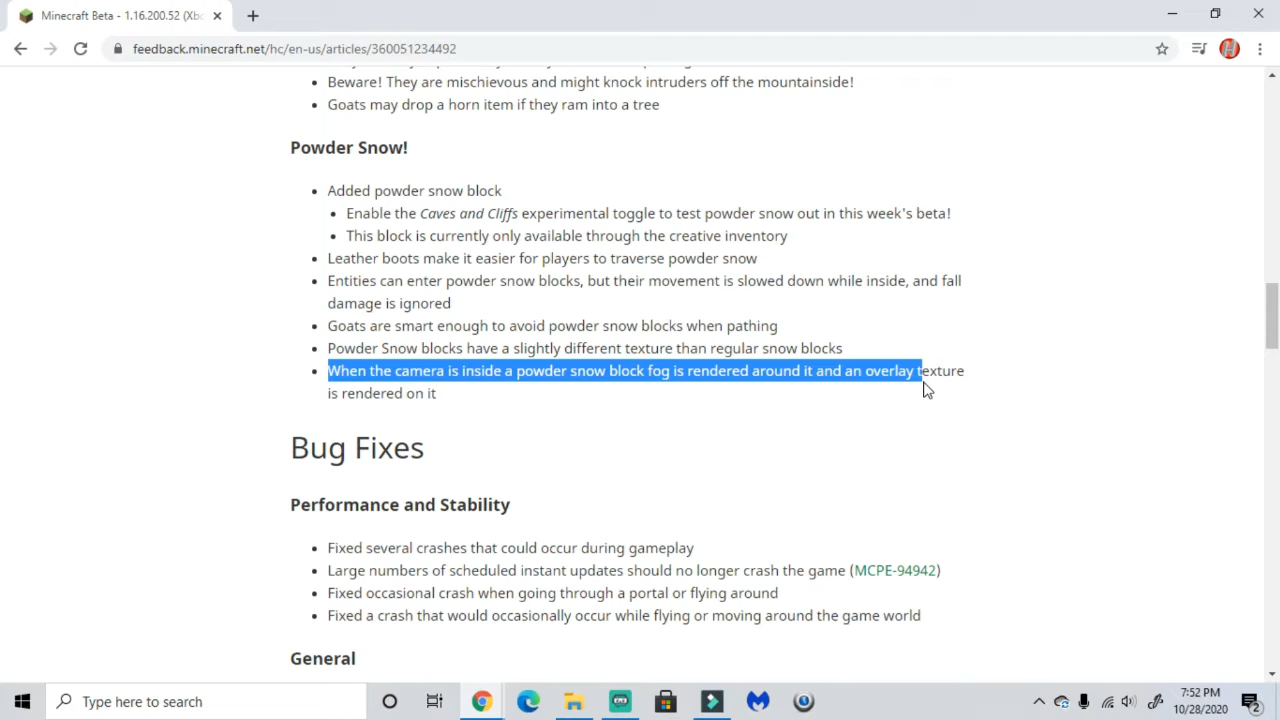 Minecraft Beta - 1.16.200.52 (Xbo
feedback.minecraft.net/hc/en-us/articles/360051234492
Beware! They are mischievous and might knock intruders off the mountainside!
Goats may drop a horn item if they ram into a tree
Powder Snow!
Added powder snow block
Enable the Caves and Cliffs experimental toggle to test powder snow out in this week's beta!
This block is currently only available through the creative inventory
Leather boots make it easier for players to traverse powder snow
Entities can enter powder snow blocks, but their movement is slowed down while inside, and fall
damage is ignored
Goats are smart enough to avoid powder snow blocks when pathing
Powder Snow blocks have a slightly different texture than regular snow blocks
When the camera is inside a powder snow block fog is rendered around it and an overlay texture
is rendered on it
Bug Fixes
Performance and Stability
Fixed several crashes that could occur during gameplay
Large numbers of scheduled instant updates should no longer crash the game (MCPE-94942)
Fixed occasional crash when going through a portal or flying around
Fixed a crash that would occasionally occur while flying or moving around the game world
General
Type here to search
7:52 PM
10/28/2020
2